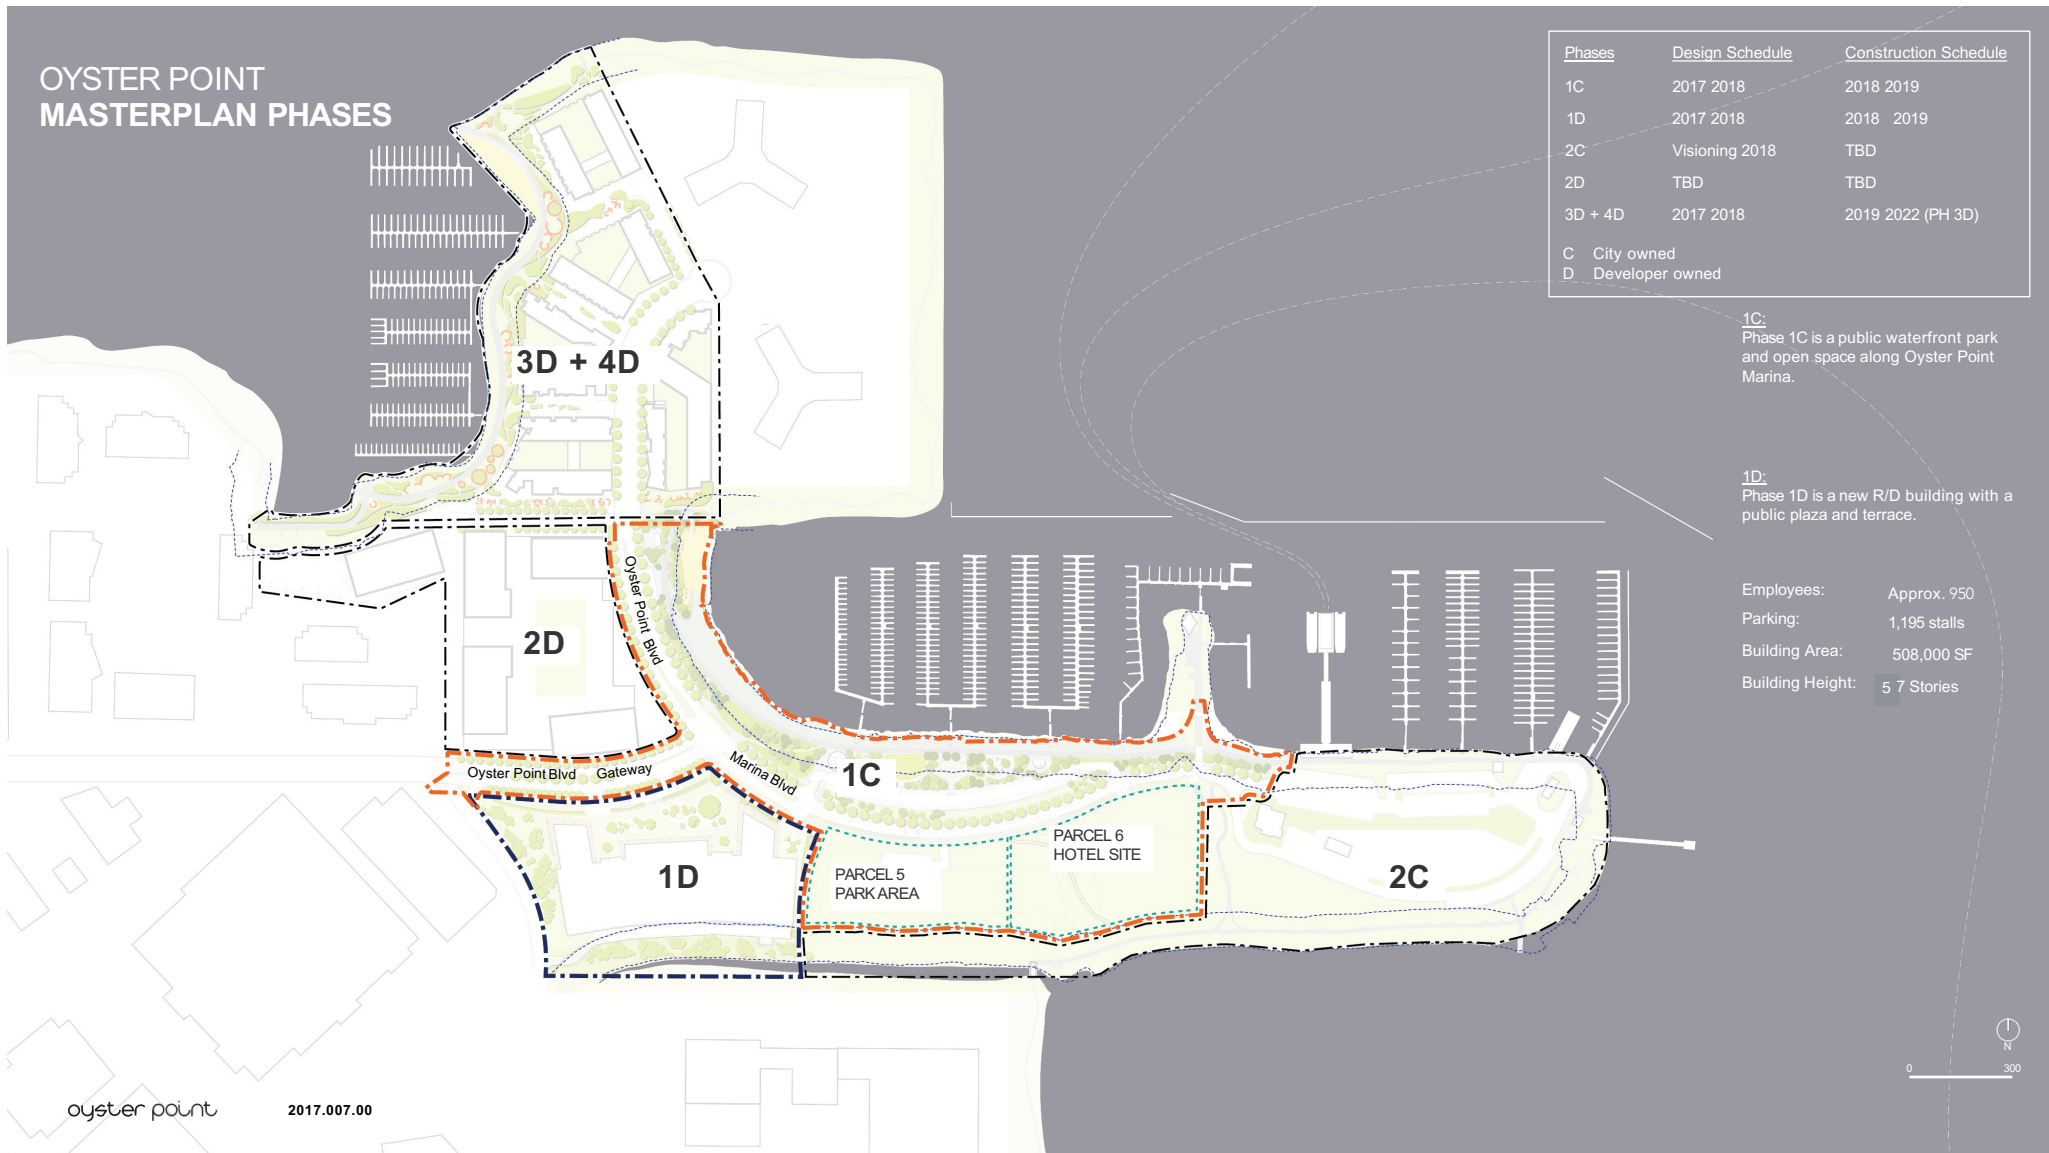 OYSTER POINT
MASTERPLAN PHASES
Phases Design Schedule Construction Schedule
1C 2017 2018 2018 2019
1D 2017 2018 2018 2019
2C Visioning 2018 TBD
2D TBD TBD
3D + 4D 2017 2018 2019 2022 (PH 3D)
C City owned
D Developer owned
1C:
Phase 1C is a public waterfront park
and open space along Oyster Point
Marina.
1D:
Phase 1D is a new R/D building with a
public plaza and terrace.
Employees: Approx. 950
Parking: 1,195 stalls
Building Area: 508,000 SF
Building Height: 5 7 Stories
3D + 4D
2D
Oyster Point Blvd
Oyster Point Blvd Gateway
Marina Blvd
1C
1D
PARCEL 5
PARK AREA
PARCEL 6
HOTEL SITE
2C
N
0 300
oyster point
2017.007.00